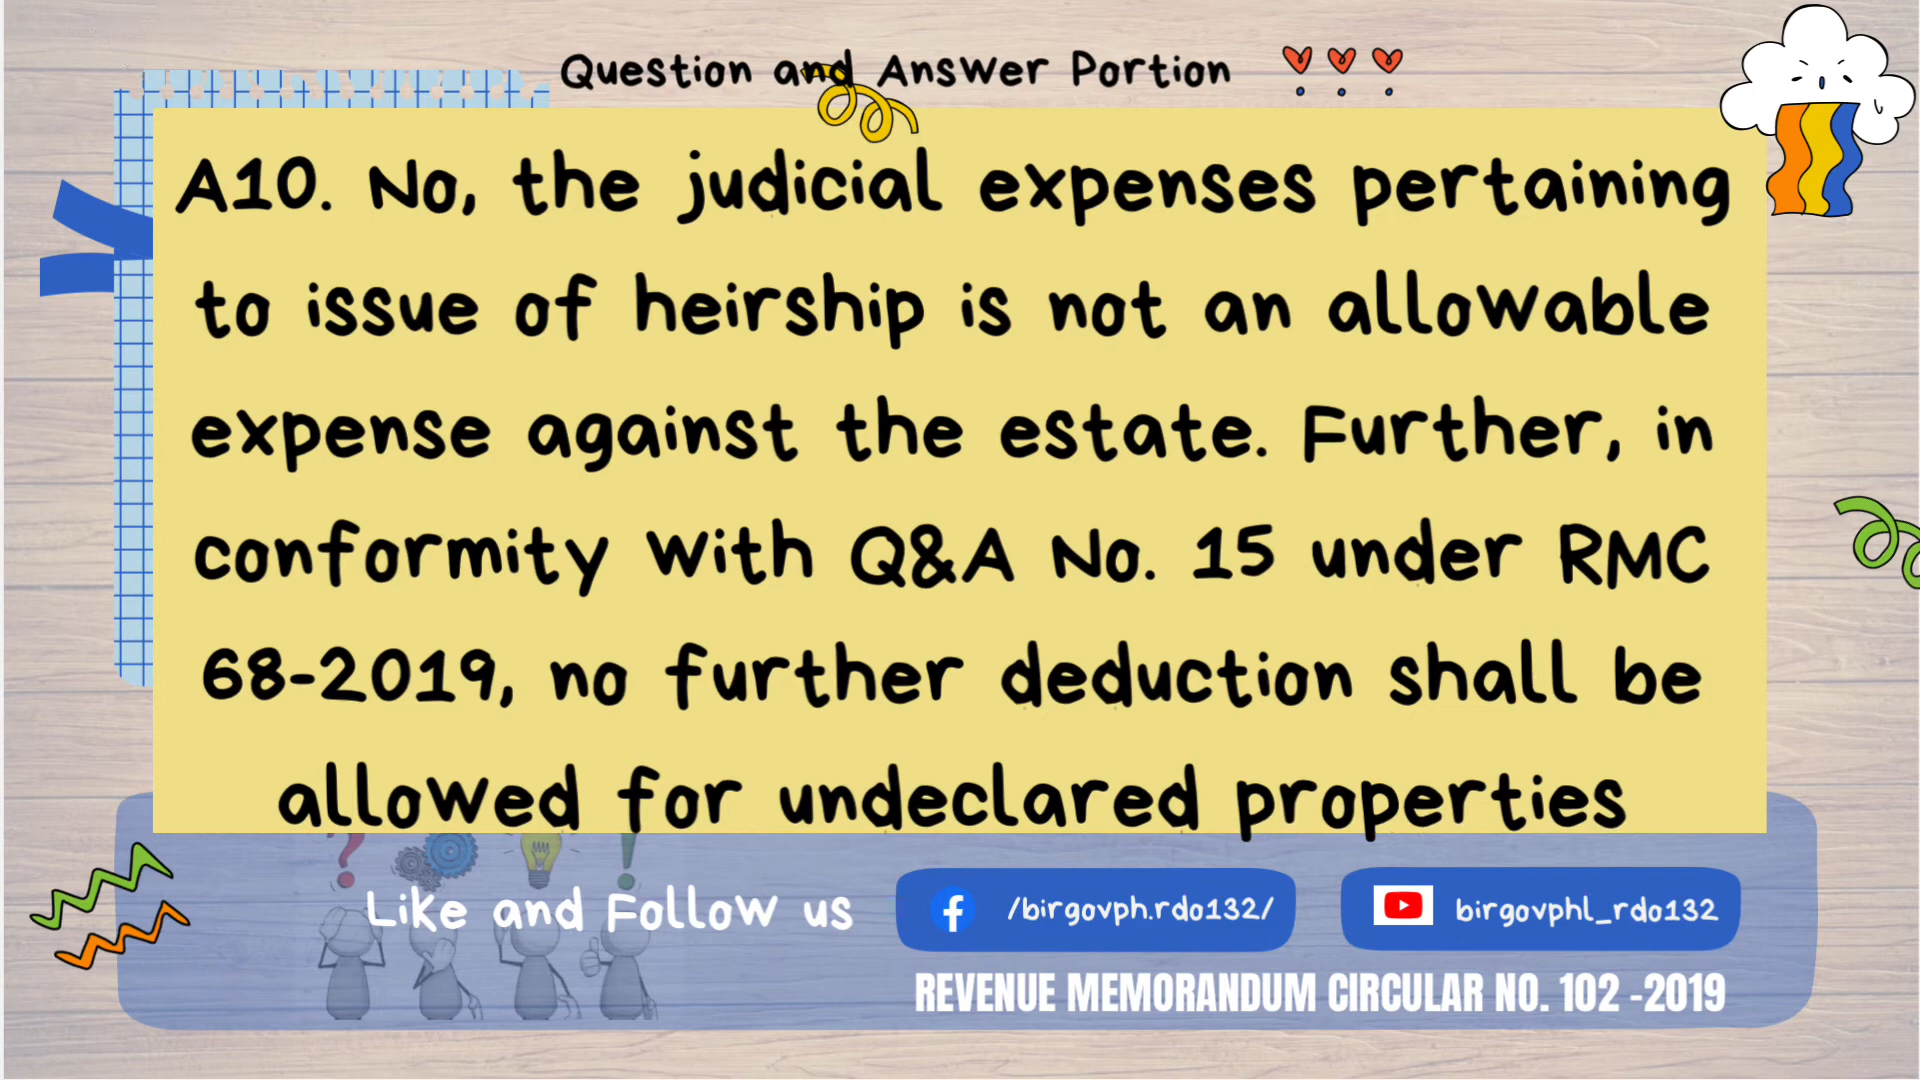 Question and Answer Portion
A10. No, the judicial expenses pertaining
to issue of heirship is not an allowable
expense against the estate. Further, in
conformity with Q&A No. 15 under RMC
68-2019, no further deduction shall be
allowed for undeclared properties
Like and Follow us
/birgovph.rdo132/
birgovphl_rdo132
REVENUE MEMORANDUM CIRCULAR NO. 102 -2019